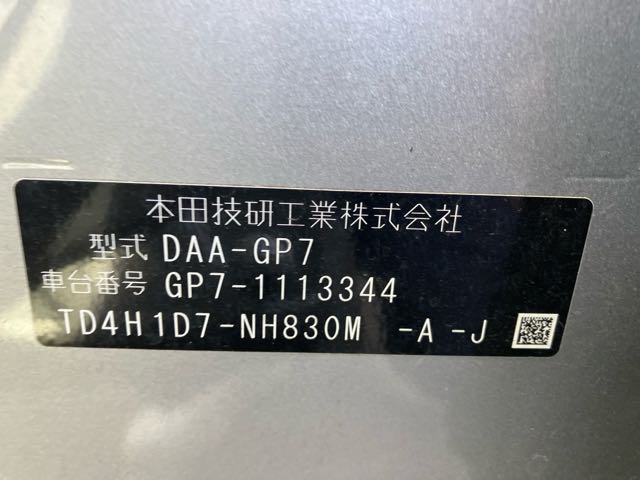 本田技研工業株式会社
型式 DAA-GP7
車台番号 GP7-1113344
TD4H1D7-NH830M -A -J